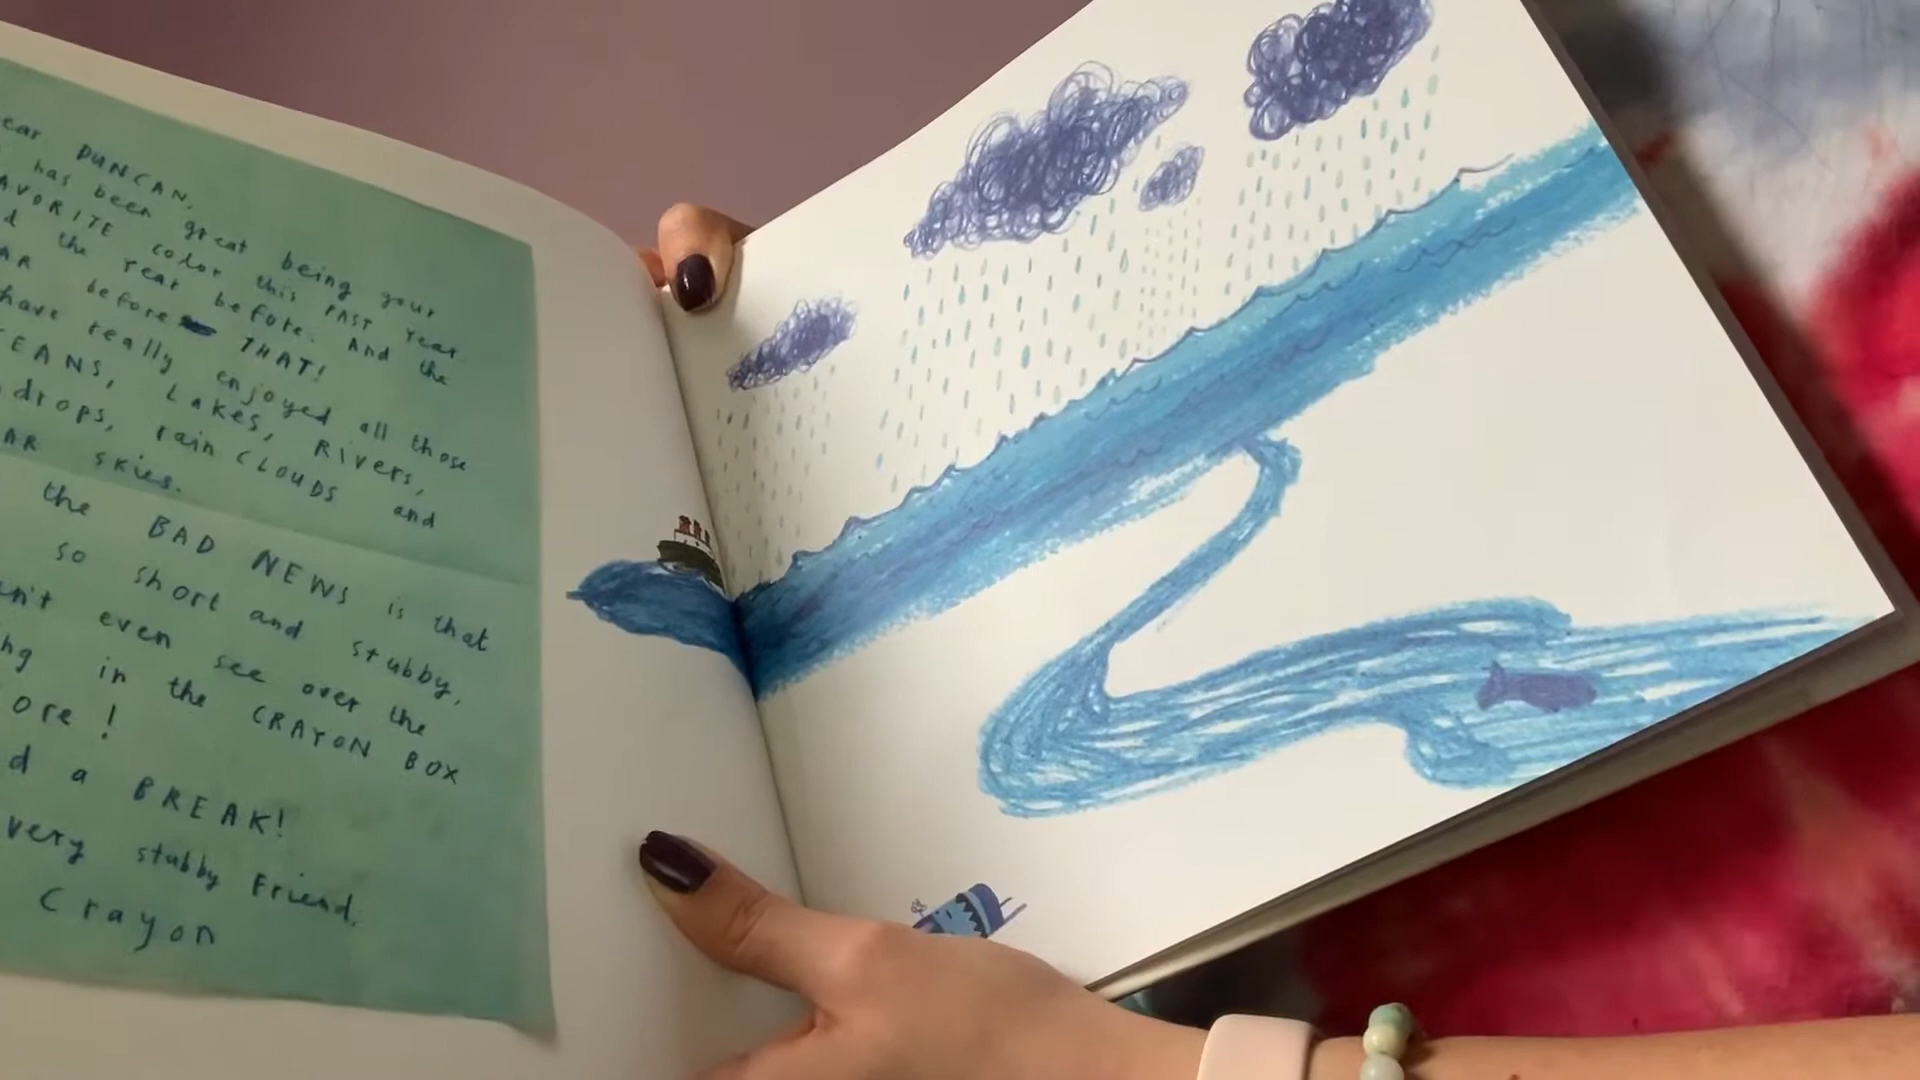 ear DUNCAN,
has been great being your
AVORITE color this PAST year.
d the year before. And the
AR before THAT!
have really enjoyed all those
EANS, LAKES, RiVers,
drops, rain CLOUDS and
AR skies.
the BAD NEWS is that
so short and stubby,
n't even see over the
ng in the CRAYON BOX
ore!
d a BREAK!
very stubby Friend,
Crayon